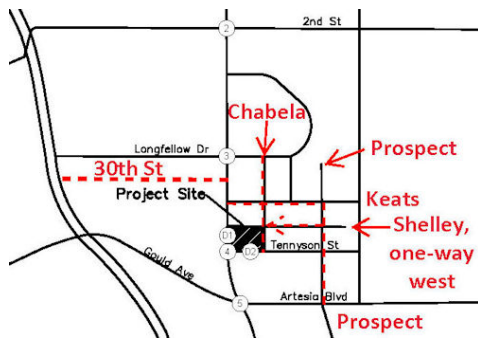 2nd St
2
Chabela
Longfellow Dr
3
Prospect
30th St
Project Site
Keats
D1
Shelley,
one-way
west
4
D2
Tennyson St
Gould Ave
5
Artesia Blvd
Prospect